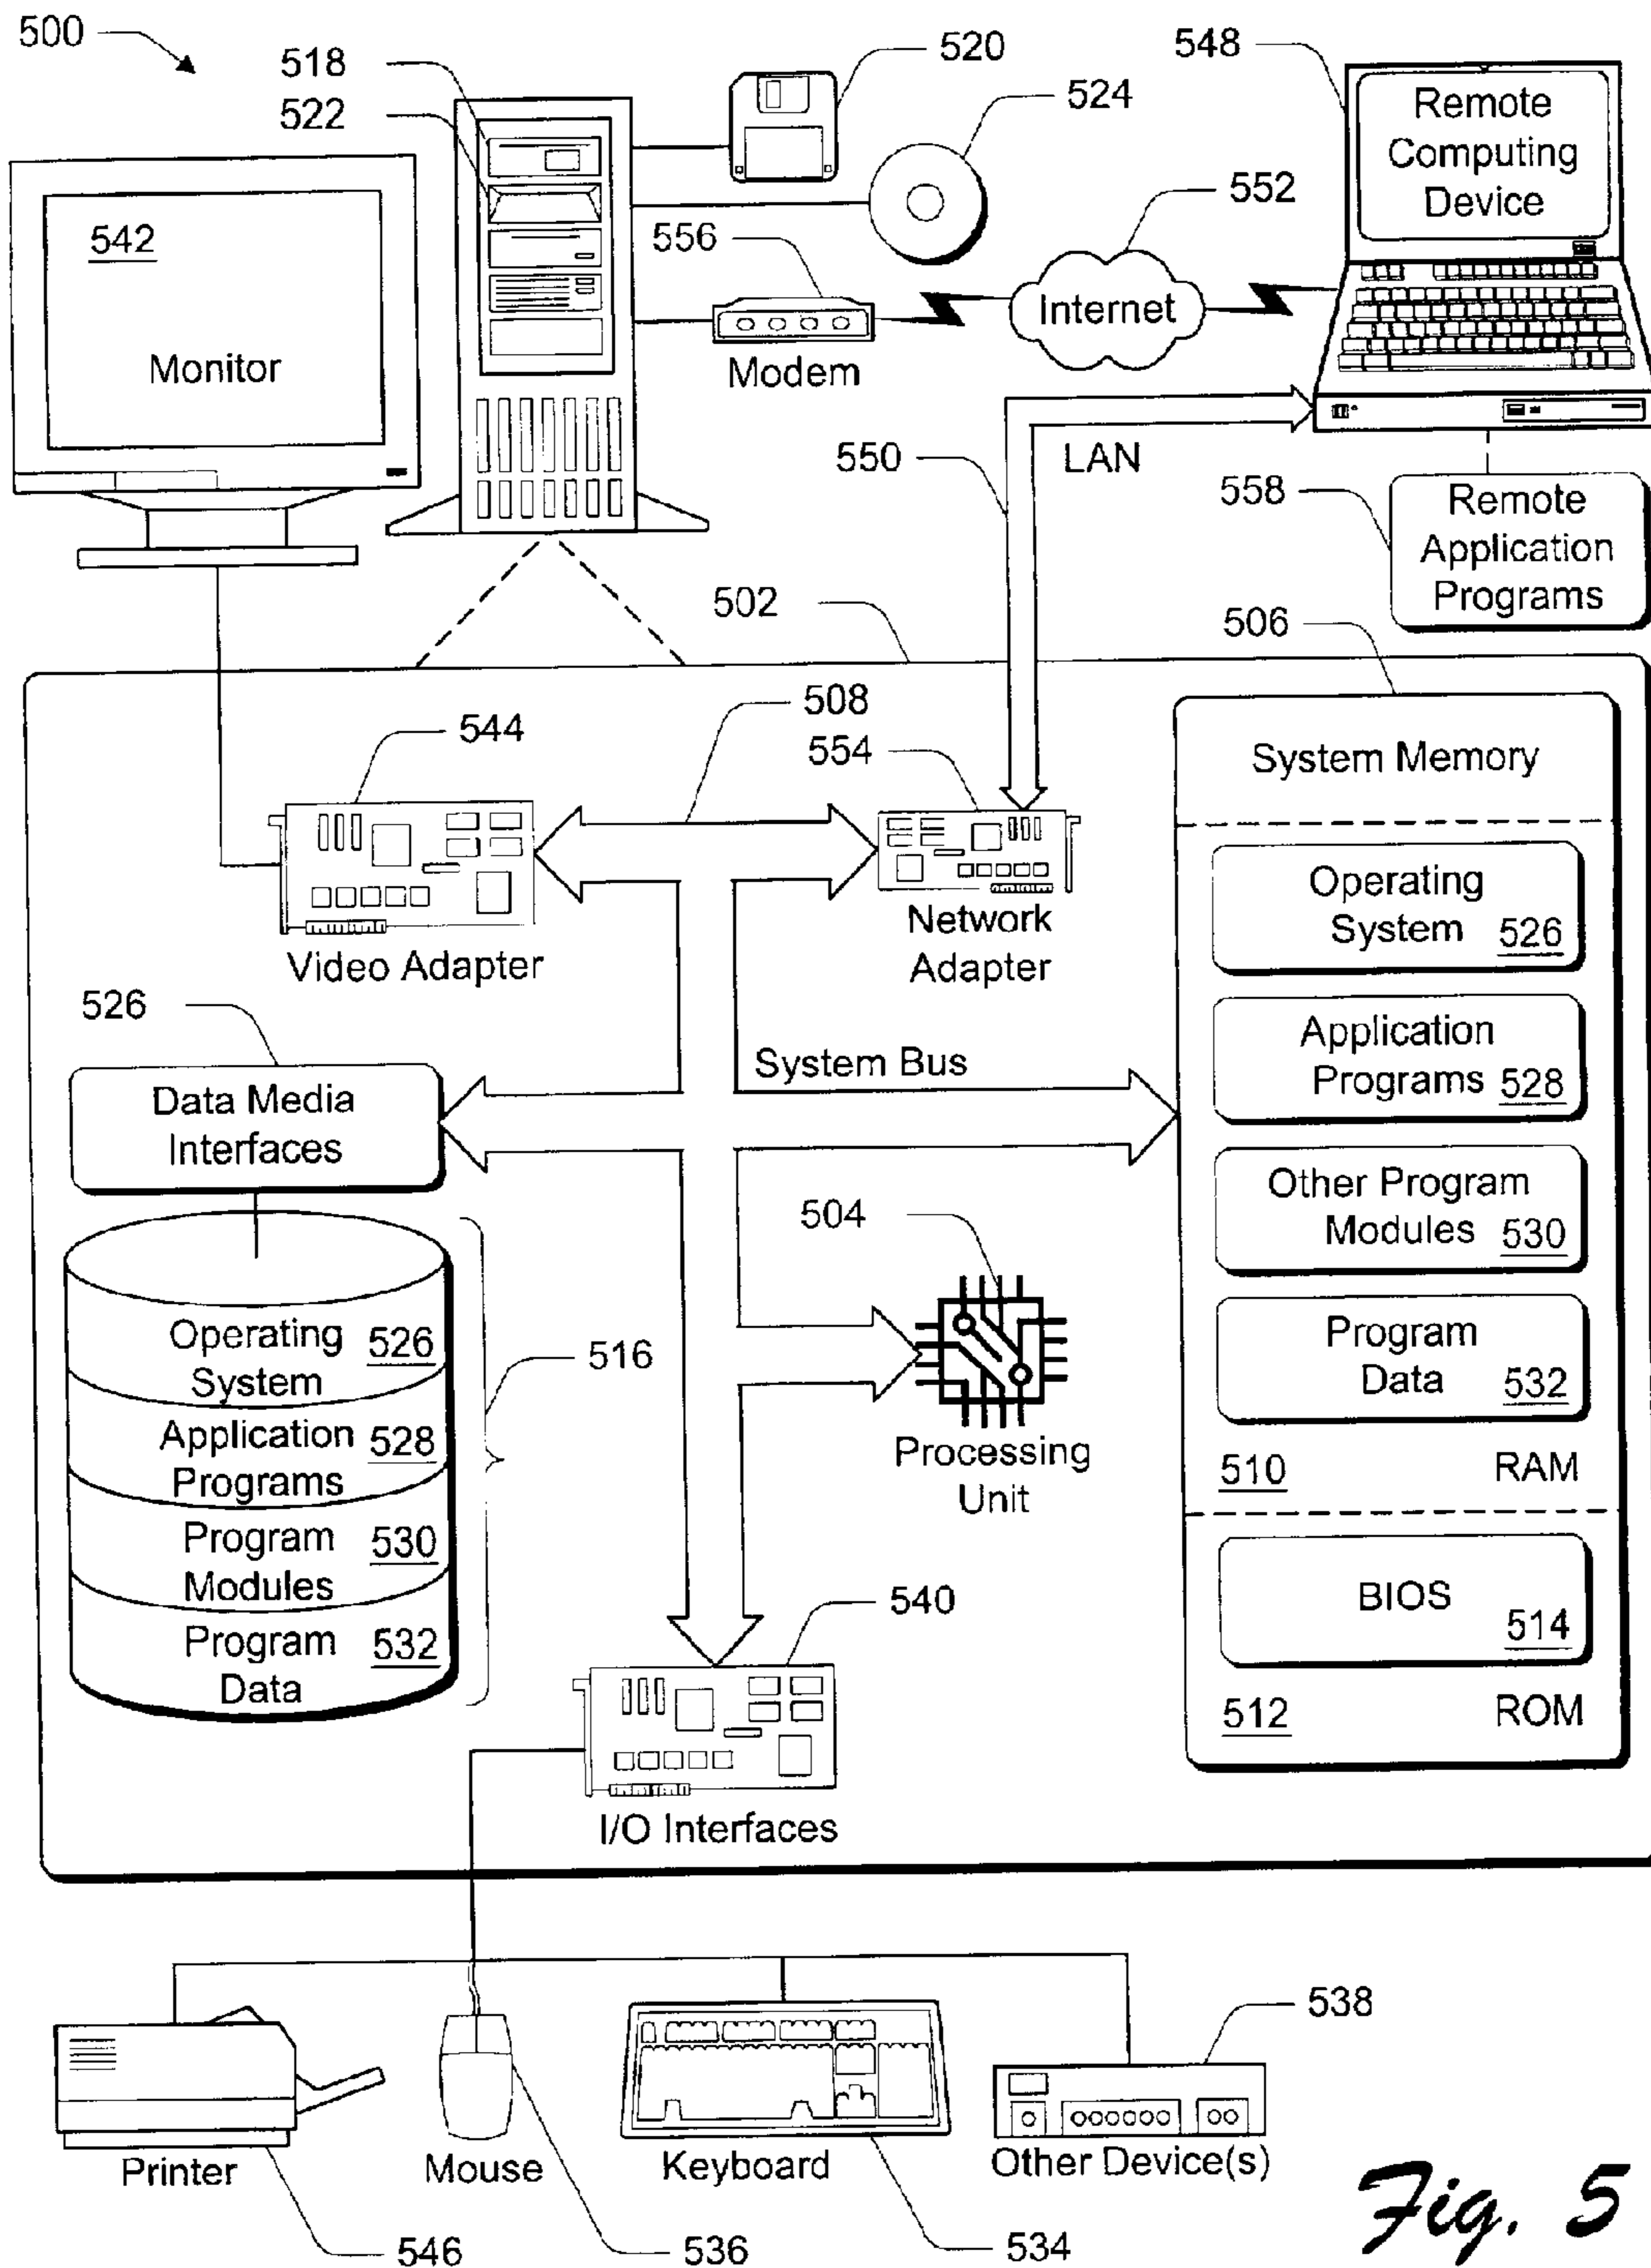 500
518
522
520
524
548
Remote
Computing
Device
552
542
Monitor
556
Modem
Internet
550
LAN
558
Remote
Application
Programs
502
506
508
544
554
System Memory
Video Adapter
Network
Adapter
Operating
System 526
526
Data Media
Interfaces
System Bus
Application
Programs 528
Other Program
Modules 530
504
Processing
Unit
Program
Data 532
510 RAM
BIOS
514
512 ROM
Operating
System 526
Application
Programs 528
Program
Modules 530
Program
Data 532
516
540
I/O Interfaces
538
Printer
Mouse
Keyboard
Other Device(s)
546
536
534
Fig. 5